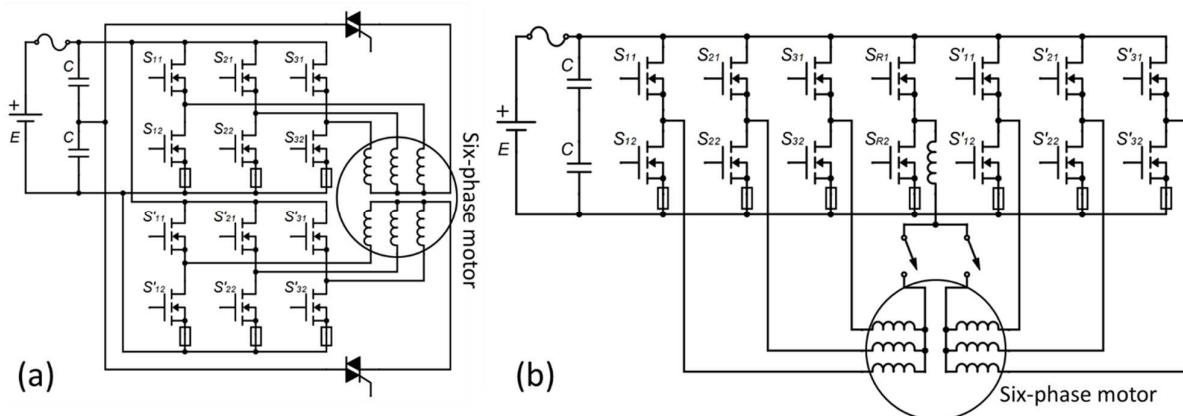 S11 S21 S31
C
+
E
S12 S22 S32
C
S'11 S'21 S'31
S'12 S'22 S'32
Six-phase motor
(a)
S11 S21 S31 SR1 S'11 S'21 S'31
C
+
E
C
S12 S22 S32 SR2 S'12 S'22 S'32
Six-phase motor
(b)